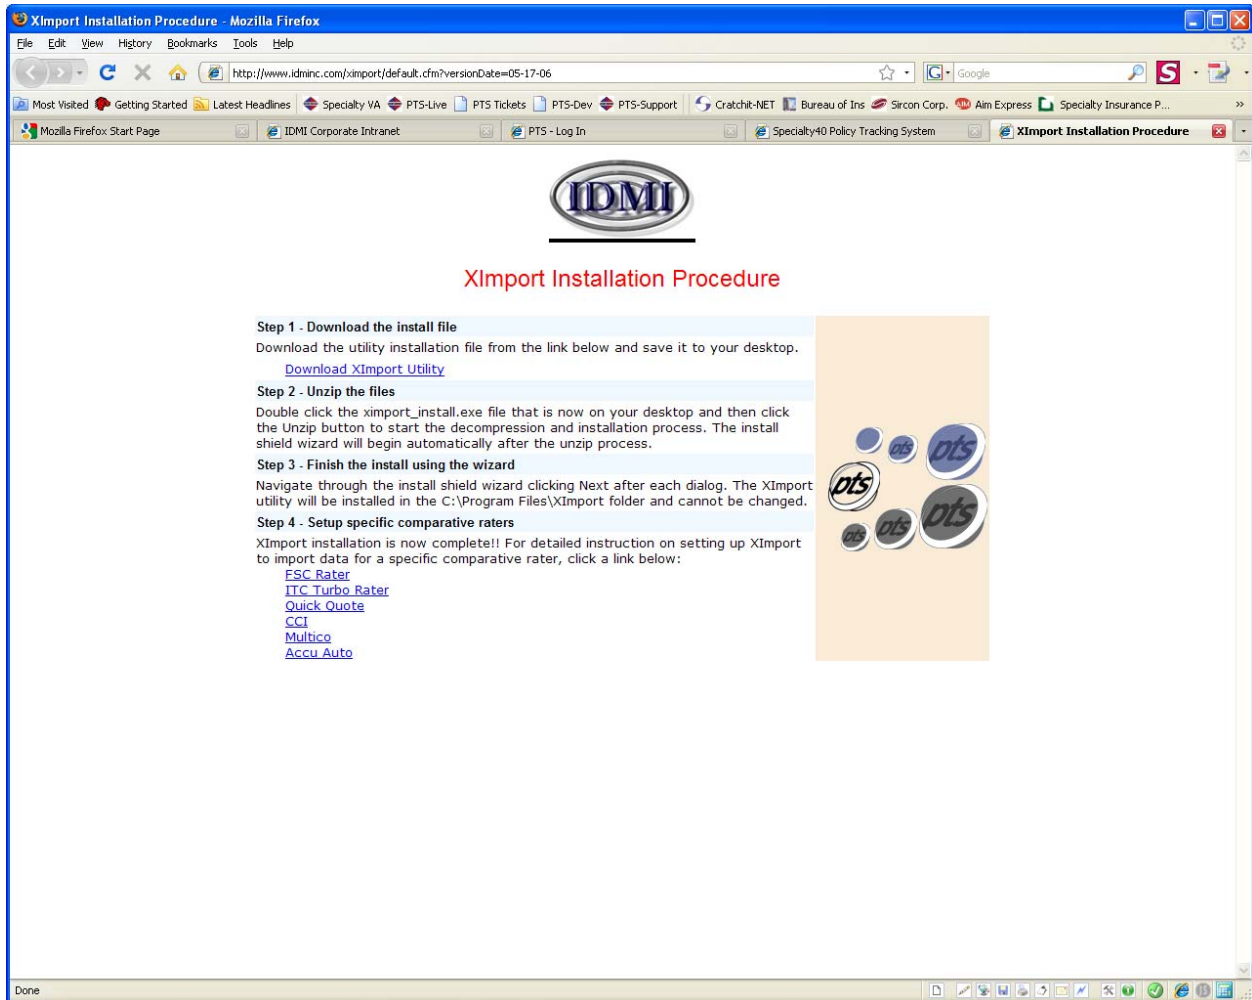 XImport Installation Procedure - Mozilla Firefox
File Edit View History Bookmarks Tools Help
http://www.idminc.com/ximport/default.cfm?versionDate=05-17-06
G Google
S
Most Visited Getting Started Latest Headlines Specialty VA PTS-Live PTS Tickets PTS-Dev PTS-Support Cratchit-NET Bureau of Ins Sircon Corp. Aim Express Specialty Insurance P... »
Mozilla Firefox Start Page IDMI Corporate Intranet PTS - Log In Specialty40 Policy Tracking System XImport Installation Procedure
IDMI
XImport Installation Procedure
Step 1 - Download the install file
Download the utility installation file from the link below and save it to your desktop.
Download XImport Utility
Step 2 - Unzip the files
Double click the ximport_install.exe file that is now on your desktop and then click
the Unzip button to start the decompression and installation process. The install
shield wizard will begin automatically after the unzip process.
Step 3 - Finish the install using the wizard
Navigate through the install shield wizard clicking Next after each dialog. The XImport
utility will be installed in the C:\Program Files\XImport folder and cannot be changed.
Step 4 - Setup specific comparative raters
XImport installation is now complete!! For detailed instruction on setting up XImport
to import data for a specific comparative rater, click a link below:
FSC Rater
ITC Turbo Rater
Quick Quote
CCI
Multico
Accu Auto
pts
pts
pts
pts
pts
pts
Done